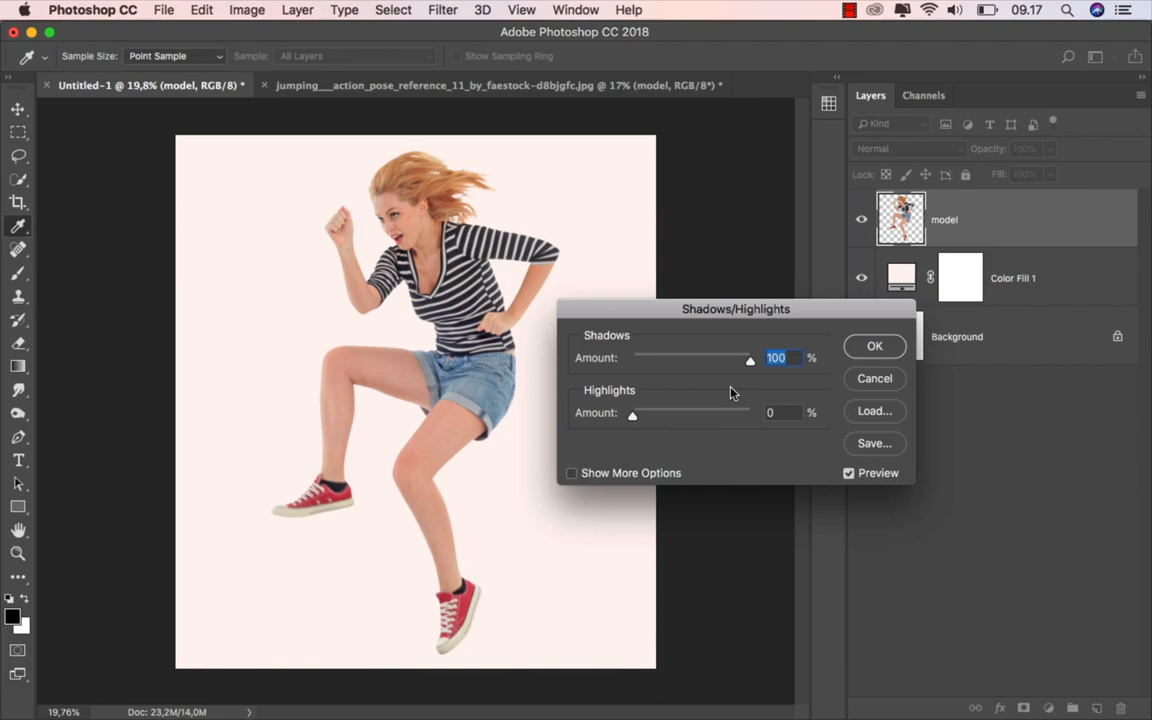 Photoshop CC File Edit Image Layer Type Select Filter 3D View Window Help 09.17
Adobe Photoshop CC 2018
Sample Size: Point Sample Sample: All Layers Show Sampling Ring
Untitled-1 @ 19,8% (model, RGB/8) * jumping__action_pose_reference_11_by_faestock-d8bjgfc.jpg @ 17% (model, RGB/8*) *
Layers Channels
Kind
Normal Opacity: 100%
Lock: Fill: 100%
model
Color Fill 1
Background
Shadows/Highlights
Shadows
Amount: 100 %
Highlights
Amount: 0 %
Show More Options
OK
Cancel
Load...
Save...
Preview
19,76% Doc: 23,2M/14,0M